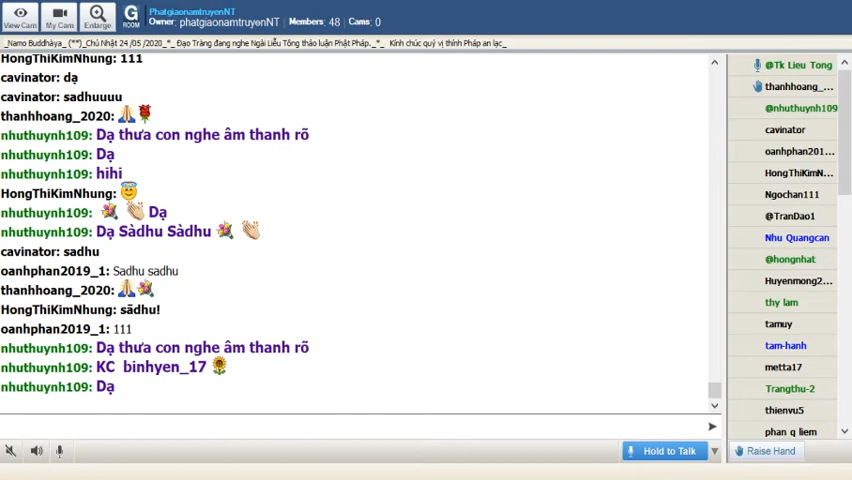 PhatgiaonamtruyenNT
Owner: phatgiaonamtruyenNT Members: 48 Cams: 0
View Cam My Cam Enlarge G ROOM
_Namo Buddhàya_ (**)_Chủ Nhật 24 /05 /2020_*_ Đạo Tràng đang nghe Ngài Liễu Tông thảo luận Phật Pháp._*_ Kính chúc quý vị thính Pháp an lạc_
HongThiKimNhung: 111
cavinator: dạ
cavinator: sadhuuuu
thanhhoang_2020:
nhuthuynh109: Dạ thưa con nghe âm thanh rõ
nhuthuynh109: Dạ
nhuthuynh109: hihi
HongThiKimNhung:
nhuthuynh109: Dạ
nhuthuynh109: Dạ Sàdhu Sàdhu
cavinator: sadhu
oanhphan2019_1: Sadhu sadhu
thanhhoang_2020:
HongThiKimNhung: sādhu!
oanhphan2019_1: 111
nhuthuynh109: Dạ thưa con nghe âm thanh rõ
nhuthuynh109: KC binhyen_17
nhuthuynh109: Dạ
Hold to Talk
@Tk Lieu Tong
thanhhoang_...
@nhuthuynh109
cavinator
oanhphan201...
HongThiKimN...
Ngochan111
@TranDao1
Nhu Quangcan
@hongnhat
Huyenmong2...
thy lam
tamuy
tam-hanh
metta17
Trangthu-2
thienvu5
phan q liem
Raise Hand